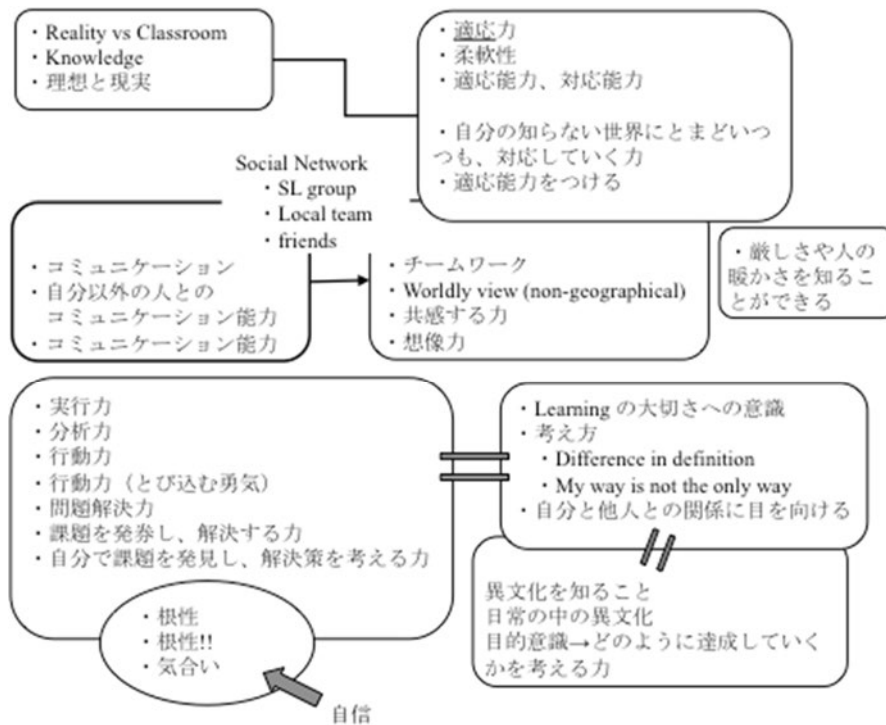 ・Reality vs Classroom
・Knowledge
・理想と現実
・適応力
・柔軟性
・適応能力、対応能力
・自分の知らない世界にとまどいつ
つも、対応していく力
・適応能力をつける
Social Network
・SL group
・Local team
・friends
・コミュニケーション
・自分以外の人との
コミュニケーション能力
・コミュニケーション能力
・チームワーク
・Worldly view (non-geographical)
・共感する力
・想像力
・厳しさや人の
暖かさを知るこ
とができる
・実行力
・分析力
・行動力
・行動力（とび込む勇気）
・問題解決力
・課題を発券し、解決する力
・自分で課題を発見し、解決策を考える力
・根性
・根性!!
・気合い
自信
・Learning の大切さへの意識
・考え方
・Difference in definition
・My way is not the only way
・自分と他人との関係に目を向ける
異文化を知ること
日常の中の異文化
目的意識→どのように達成していく
かを考える力